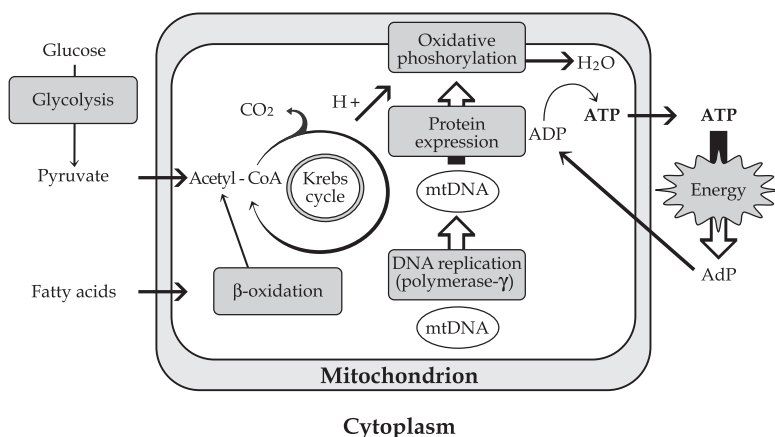 Glucose
Glycolysis
Pyruvate
Fatty acids
CO2
H+
Acetyl - CoA
Krebs
cycle
β-oxidation
Oxidative
phoshorylation
H2O
Protein
expression
ADP
ATP
mtDNA
DNA replication
(polymerase-γ)
mtDNA
ATP
Energy
AdP
Mitochondrion
Cytoplasm